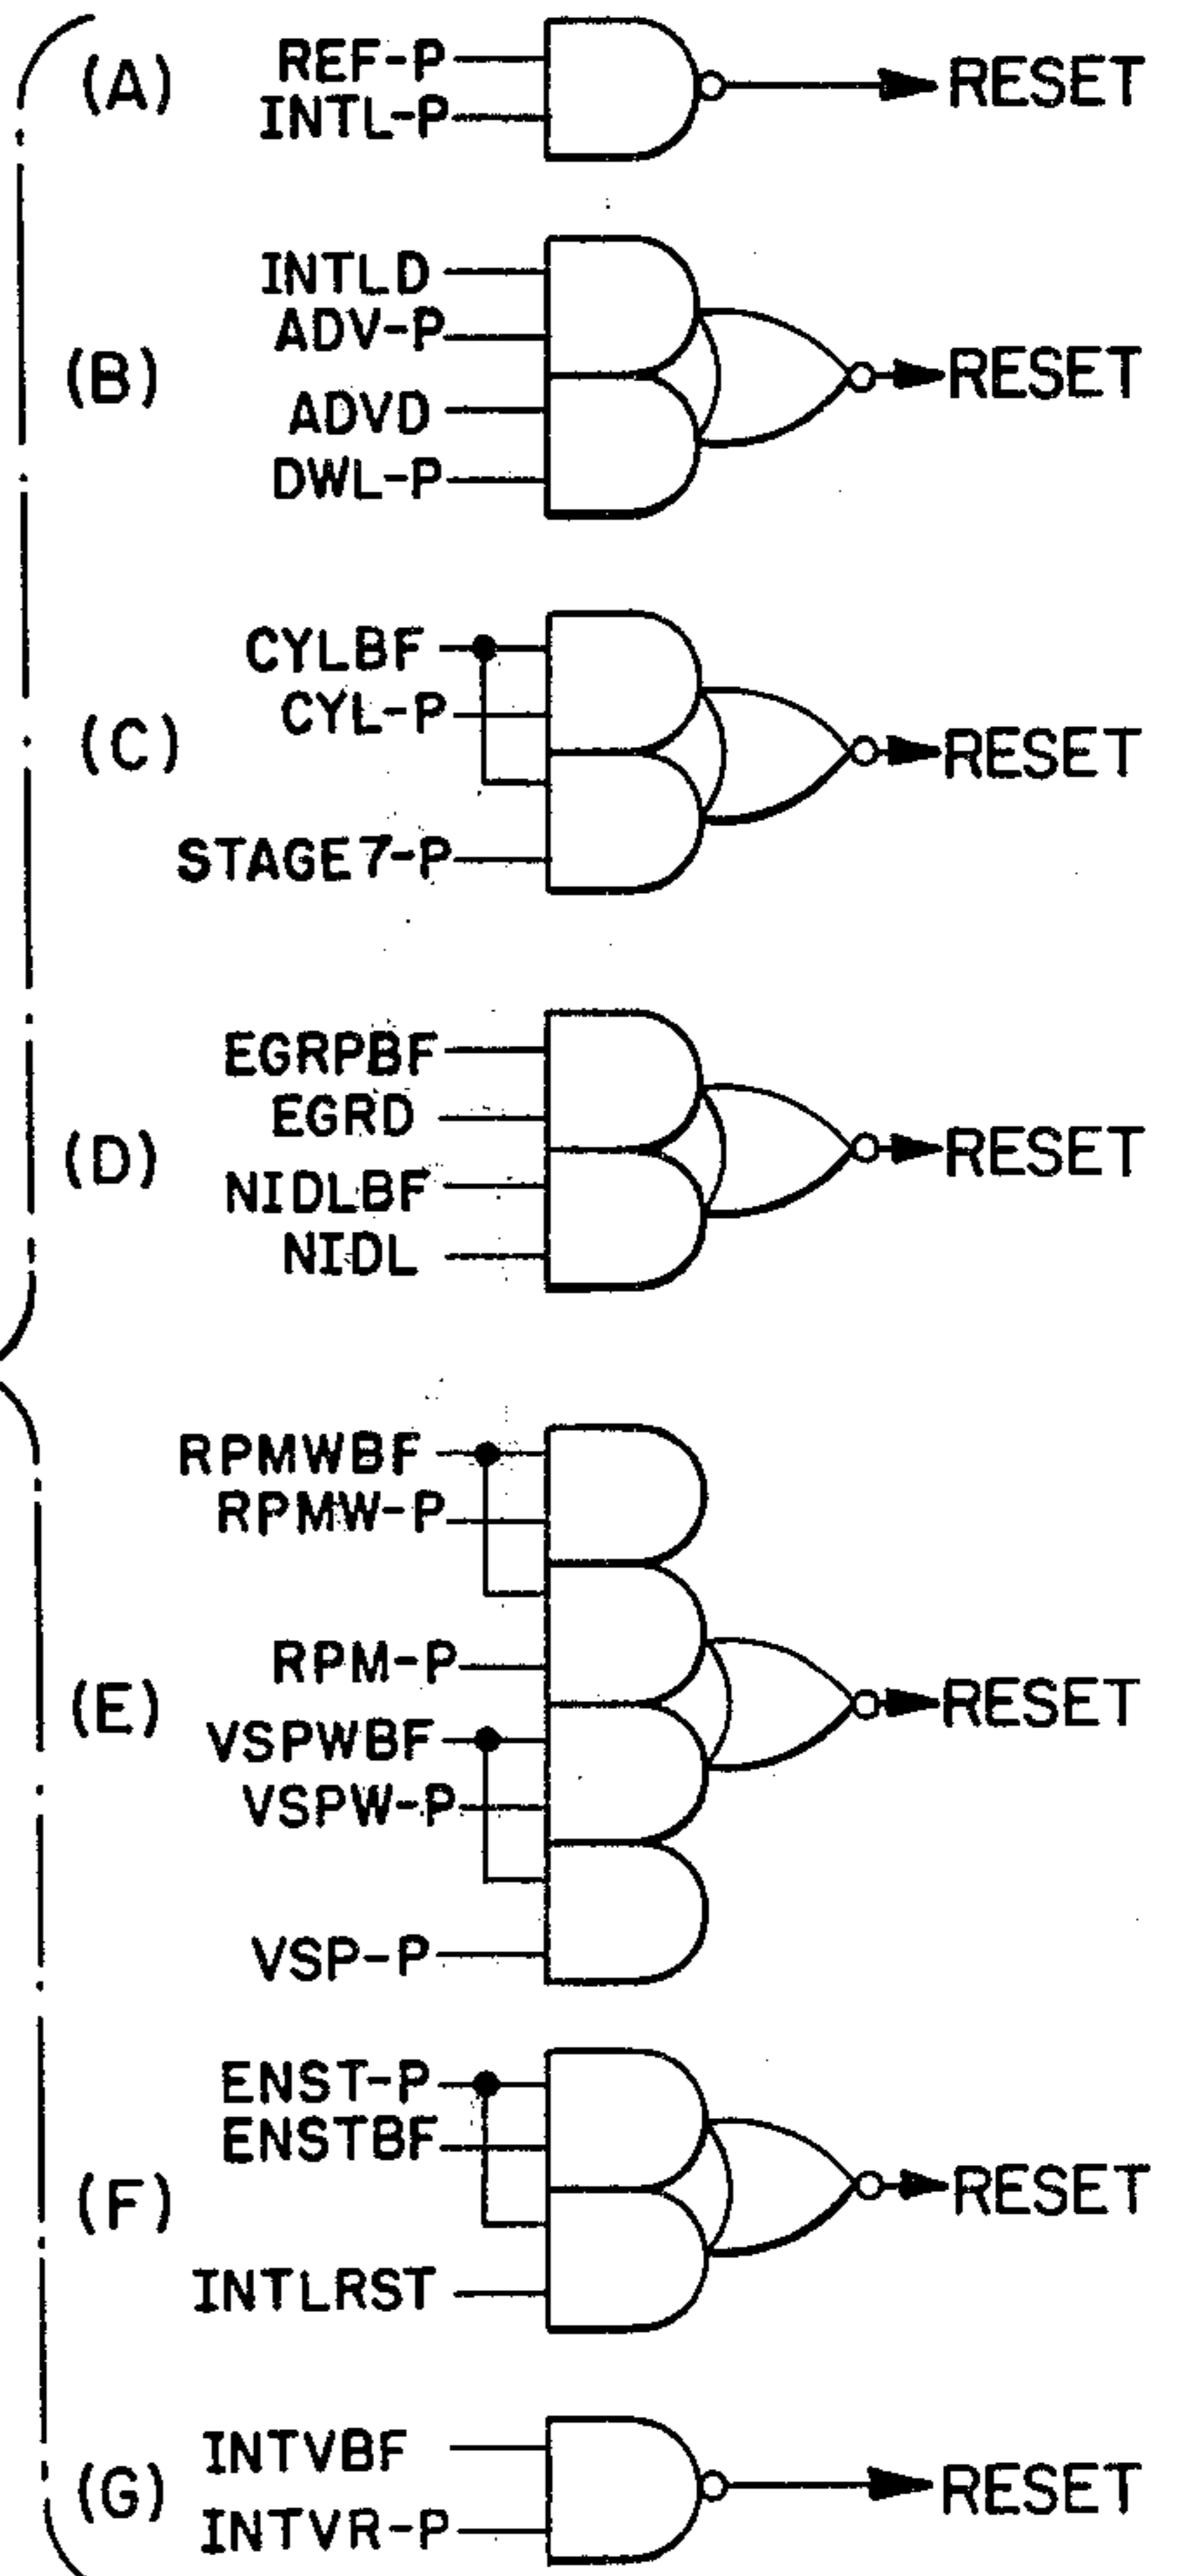 (A)
REF-P
INTL-P
RESET
(B)
INTLD
ADV-P
ADVD
DWL-P
RESET
(C)
CYLBF
CYL-P
STAGE7-P
RESET
(D)
EGRPBF
EGRD
NIDLBF
NIDL
RESET
(E)
RPMWBF
RPMW-P
RPM-P
VSPWBF
VSPW-P
VSP-P
RESET
(F)
ENST-P
ENSTBF
INTLRST
RESET
(G)
INTVBF
INTVR-P
RESET